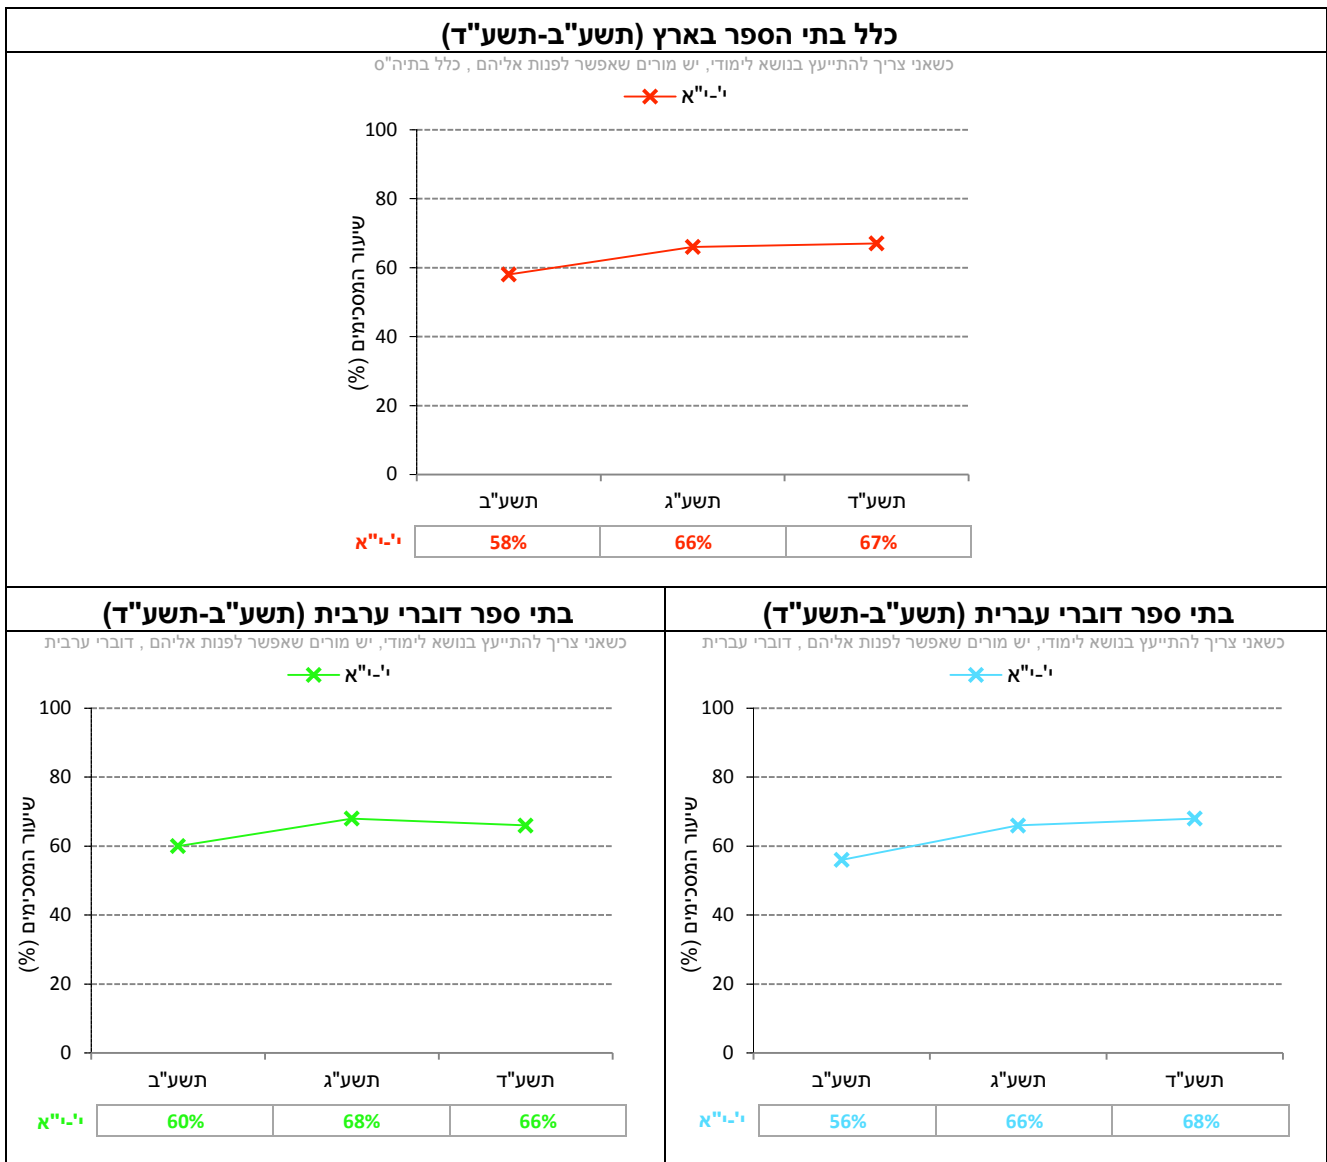 כלל בתי הספר בארץ (תשע"ב-תשע"ד)
כשאני צריך להתייעץ בנושא לימודי, יש מורים שאפשר לפנות אליהם , כלל בתיה"ס
י'-י"א
שיעור המסכימים (%)
100
80
60
40
20
0
תשע"ב תשע"ג תשע"ד
י'-י"א 58% 66% 67%
בתי ספר דוברי עברית (תשע"ב-תשע"ד)
כשאני צריך להתייעץ בנושא לימודי, יש מורים שאפשר לפנות אליהם , דוברי עברית
י'-י"א
שיעור המסכימים (%)
100
80
60
40
20
0
תשע"ב תשע"ג תשע"ד
י'-י"א 56% 66% 68%
בתי ספר דוברי ערבית (תשע"ב-תשע"ד)
כשאני צריך להתייעץ בנושא לימודי, יש מורים שאפשר לפנות אליהם , דוברי ערבית
י'-י"א
שיעור המסכימים (%)
100
80
60
40
20
0
תשע"ב תשע"ג תשע"ד
י'-י"א 60% 68% 66%